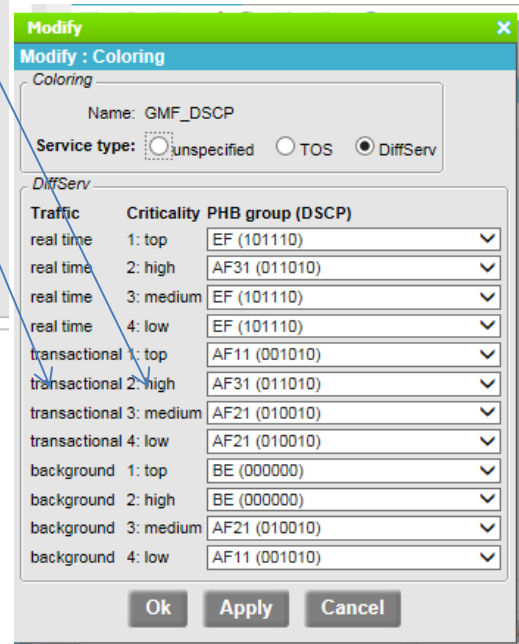 Modify ×
Modify : Coloring
Coloring
Name: GMF_DSCP
Service type: unspecified TOS DiffServ
DiffServ
Traffic Criticality PHB group (DSCP)
real time 1: top EF (101110)
real time 2: high AF31 (011010)
real time 3: medium EF (101110)
real time 4: low EF (101110)
transactional 1: top AF11 (001010)
transactional 2: high AF31 (011010)
transactional 3: medium AF21 (010010)
transactional 4: low AF21 (010010)
background 1: top BE (000000)
background 2: high BE (000000)
background 3: medium AF21 (010010)
background 4: low AF11 (001010)
Ok Apply Cancel